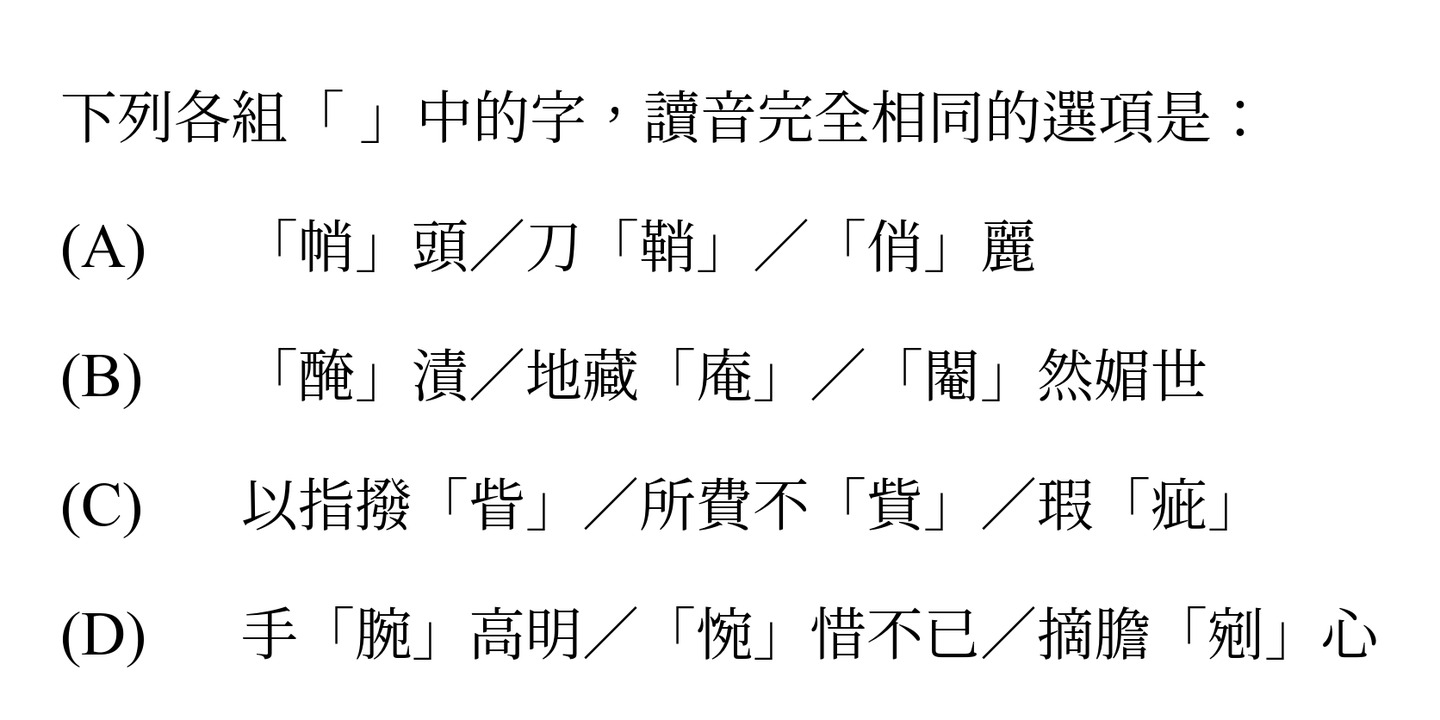 下列各組「 」中的字，讀音完全相同的選項是：
(A) 「帩」頭／刀「鞘」／「俏」麗
(B) 「醃」漬／地藏「庵」／「閹」然媚世
(C) 以指撥「眥」／所費不「貲」／瑕「疵」
(D) 手「腕」高明／「惋」惜不已／摘膽「剜」心